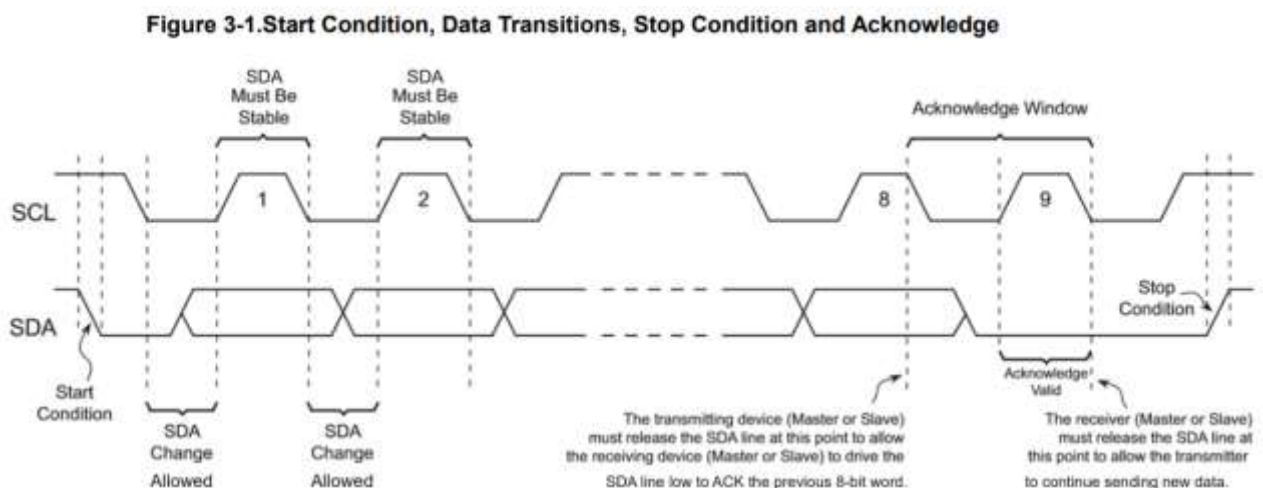 Figure 3-1.Start Condition, Data Transitions, Stop Condition and Acknowledge
SDA
Must Be
Stable
SDA
Must Be
Stable
Acknowledge Window
SCL
1
2
8
9
SDA
Stop
Condition
Start
Condition
Acknowledge
Valid
SDA
Change
Allowed
SDA
Change
Allowed
The transmitting device (Master or Slave)
must release the SDA line at this point to allow
the receiving device (Master or Slave) to drive the
SDA line low to ACK the previous 8-bit word.
The receiver (Master or Slave)
must release the SDA line at
this point to allow the transmitter
to continue sending new data.